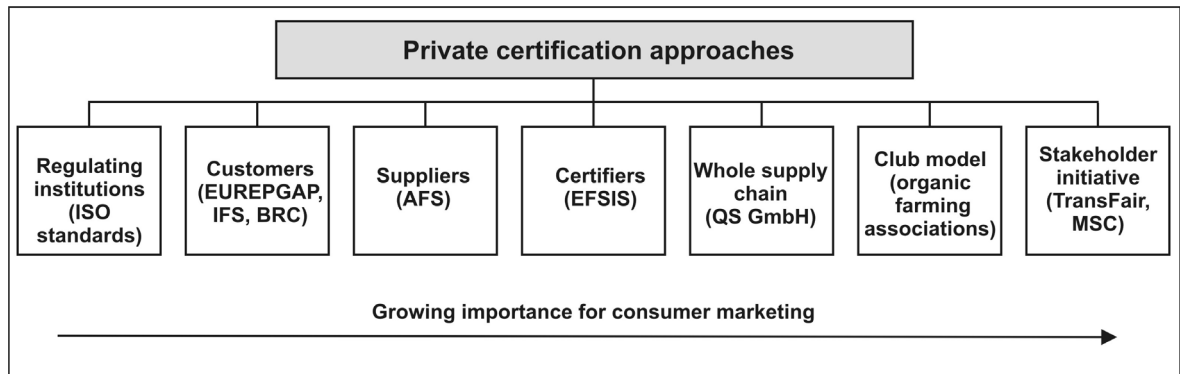 Private certification approaches
Regulating
institutions
(ISO
standards)
Customers
(EUREPGAP,
IFS, BRC)
Suppliers
(AFS)
Certifiers
(EFSIS)
Whole supply
chain
(QS GmbH)
Club model
(organic
farming
associations)
Stakeholder
initiative
(TransFair,
MSC)
Growing importance for consumer marketing